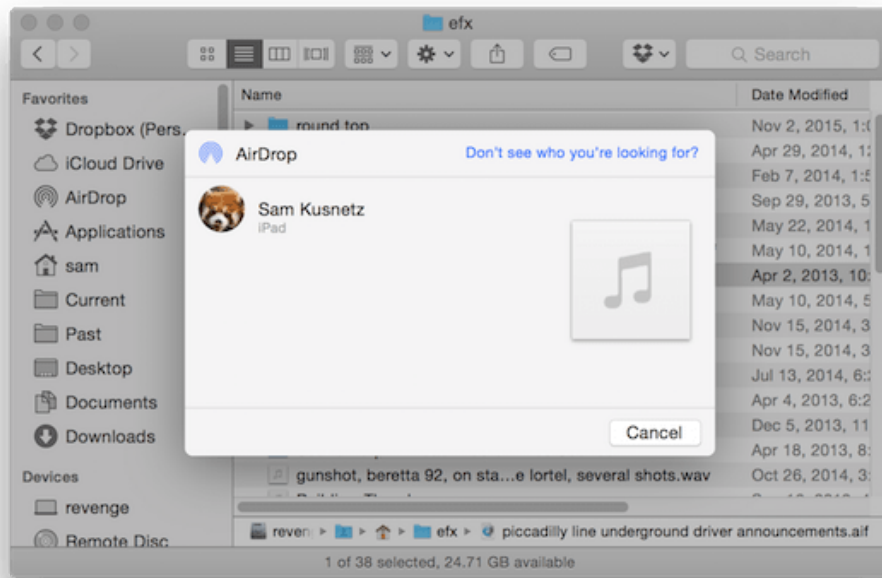 efx
Search
Favorites
Name
Date Modified
Dropbox (Pers...
iCloud Drive
AirDrop
Applications
sam
Current
Past
Desktop
Documents
Downloads
Devices
revenge
Remote Disc
round top
AirDrop
Don't see who you're looking for?
Sam Kusnetz
iPad
Cancel
Nov 2, 2015, 1:0
Apr 29, 2014, 1
Feb 7, 2014, 1:5
Sep 29, 2013, 5
May 22, 2014, 1
May 10, 2014, 1
Apr 2, 2013, 10:
May 10, 2014, 5
Nov 15, 2014, 3
Nov 15, 2014, 3
Jul 13, 2014, 6:2
Apr 4, 2013, 6:2
Dec 5, 2013, 11
Apr 18, 2013, 8:
gunshot, beretta 92, on sta...e lortel, several shots.wav
Oct 26, 2014, 3:
reven
efx
piccadilly line underground driver announcements.aif
1 of 38 selected, 24.71 GB available